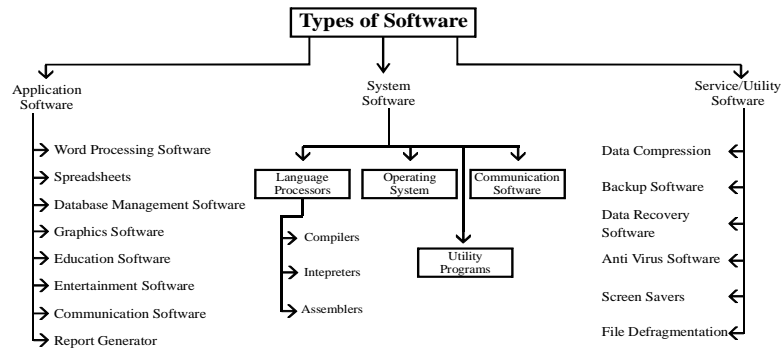 Types of Software
Application
Software
Word Processing Software
Spreadsheets
Database Management Software
Graphics Software
Education Software
Entertainment Software
Communication Software
Report Generator
System
Software
Language
Processors
Operating
System
Communication
Software
Compilers
Intepreters
Assemblers
Utility
Programs
Service/Utility
Software
Data Compression
Backup Software
Data Recovery
Software
Anti Virus Software
Screen Savers
File Defragmentation